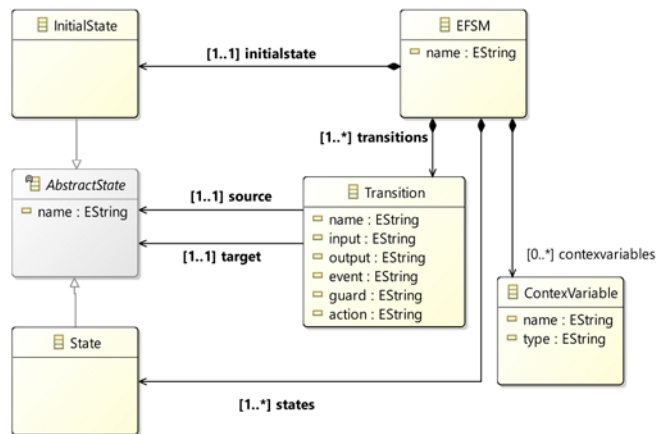 InitialState
EFSM
name : EString
[1..1] initialstate
[1..*] transitions
AbstractState
name : EString
[1..1] source
[1..1] target
Transition
name : EString
input : EString
output : EString
event : EString
guard : EString
action : EString
[0..*] contexvariables
ContexVariable
name : EString
type : EString
State
[1..*] states